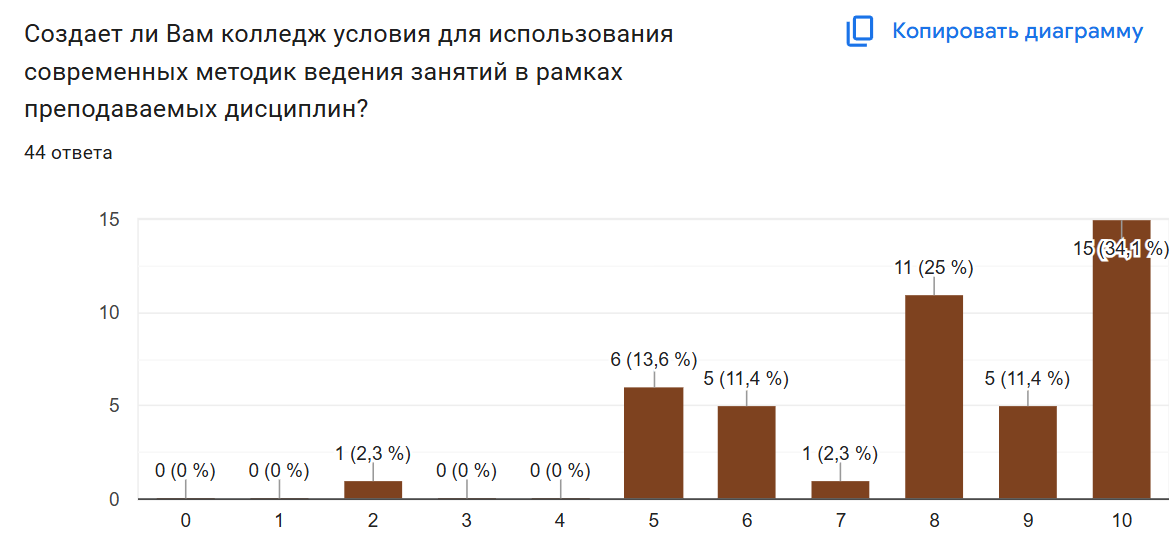 Создает ли Вам колледж условия для использования
современных методик ведения занятий в рамках
преподаваемых дисциплин?
Копировать диаграмму
44 ответа
15
10
5
0
0 (0 %)
0 (0 %)
1 (2,3 %)
0 (0 %)
0 (0 %)
6 (13,6 %)
5 (11,4 %)
1 (2,3 %)
11 (25 %)
5 (11,4 %)
15 (34,1 %)
0 1 2 3 4 5 6 7 8 9 10